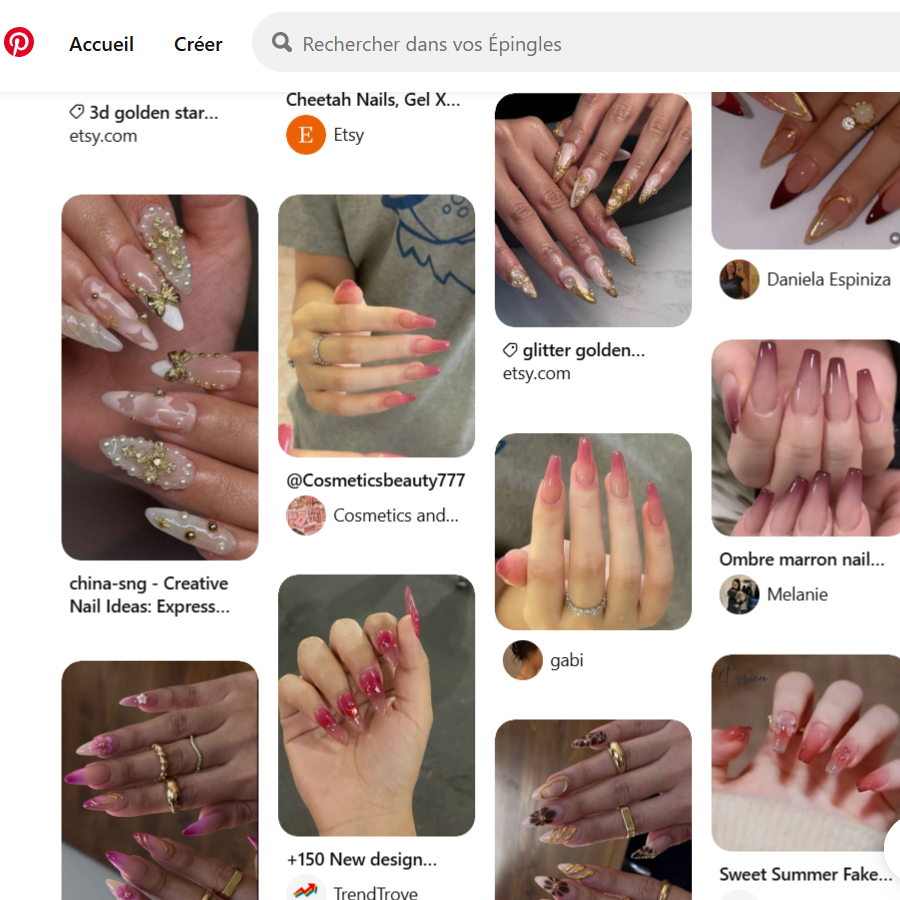 Accueil
Créer
Rechercher dans vos Épingles
3d golden star...
etsy.com
china-sng - Creative
Nail Ideas: Express...
Cheetah Nails, Gel X...
E
Etsy
@Cosmeticsbeauty777
Cosmetics and...
+150 New design...
TrendTrove
glitter golden...
etsy.com
gabi
Daniela Espiniza
Ombre marron nail...
Melanie
Sweet Summer Fake...